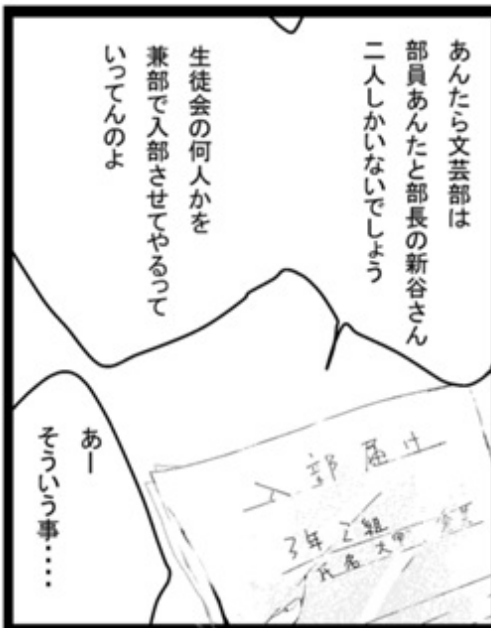 あんたら文芸部は
部員あんたと部長の新谷さん
二人しかいないでしょう
生徒会の何人かを
兼部で入部させてやるって
いってんのよ
入部届け
3年2組
氏名
あー
そういう事‥‥